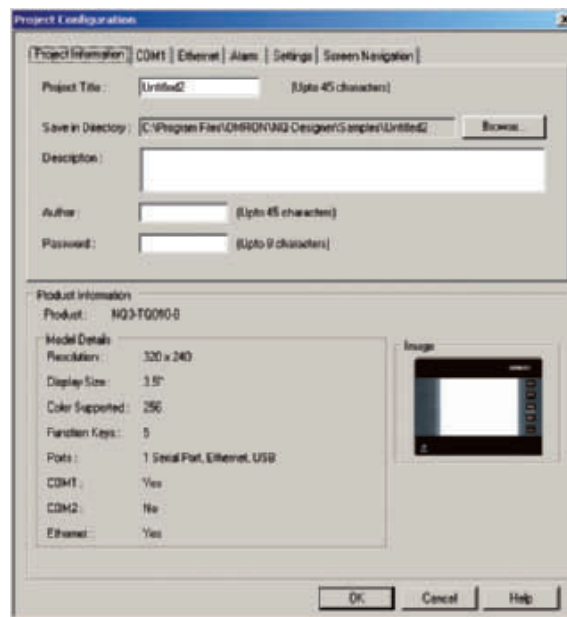 Project Configuration
Project Information COM1 Ethernet Alarm Settings Screen Navigation
Project Title : Untitled2 (Upto 45 characters)
Save in Directory : C:\Program Files\OMRON\NQ-Designer\Samples\Untitled2 Browse...
Description :
Author : (Upto 45 characters)
Password : (Upto 8 characters)
Product Information
Product : NQ3-TQ010-B
Model Details
Image
Resolution : 320 x 240
Display Size : 3.5"
Color Supported : 256
Function Keys : 5
Ports : 1 Serial Port, Ethernet, USB
COM1 : Yes
COM2 : No
Ethernet : Yes
OK Cancel Help